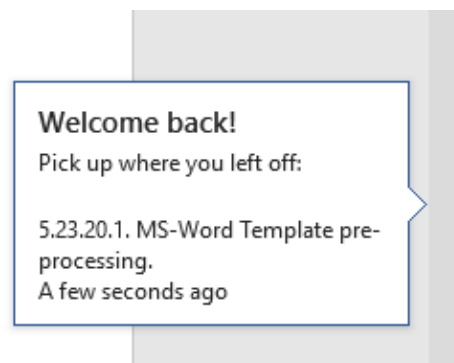 Welcome back!
Pick up where you left off:
5.23.20.1. MS-Word Template pre-
processing.
A few seconds ago